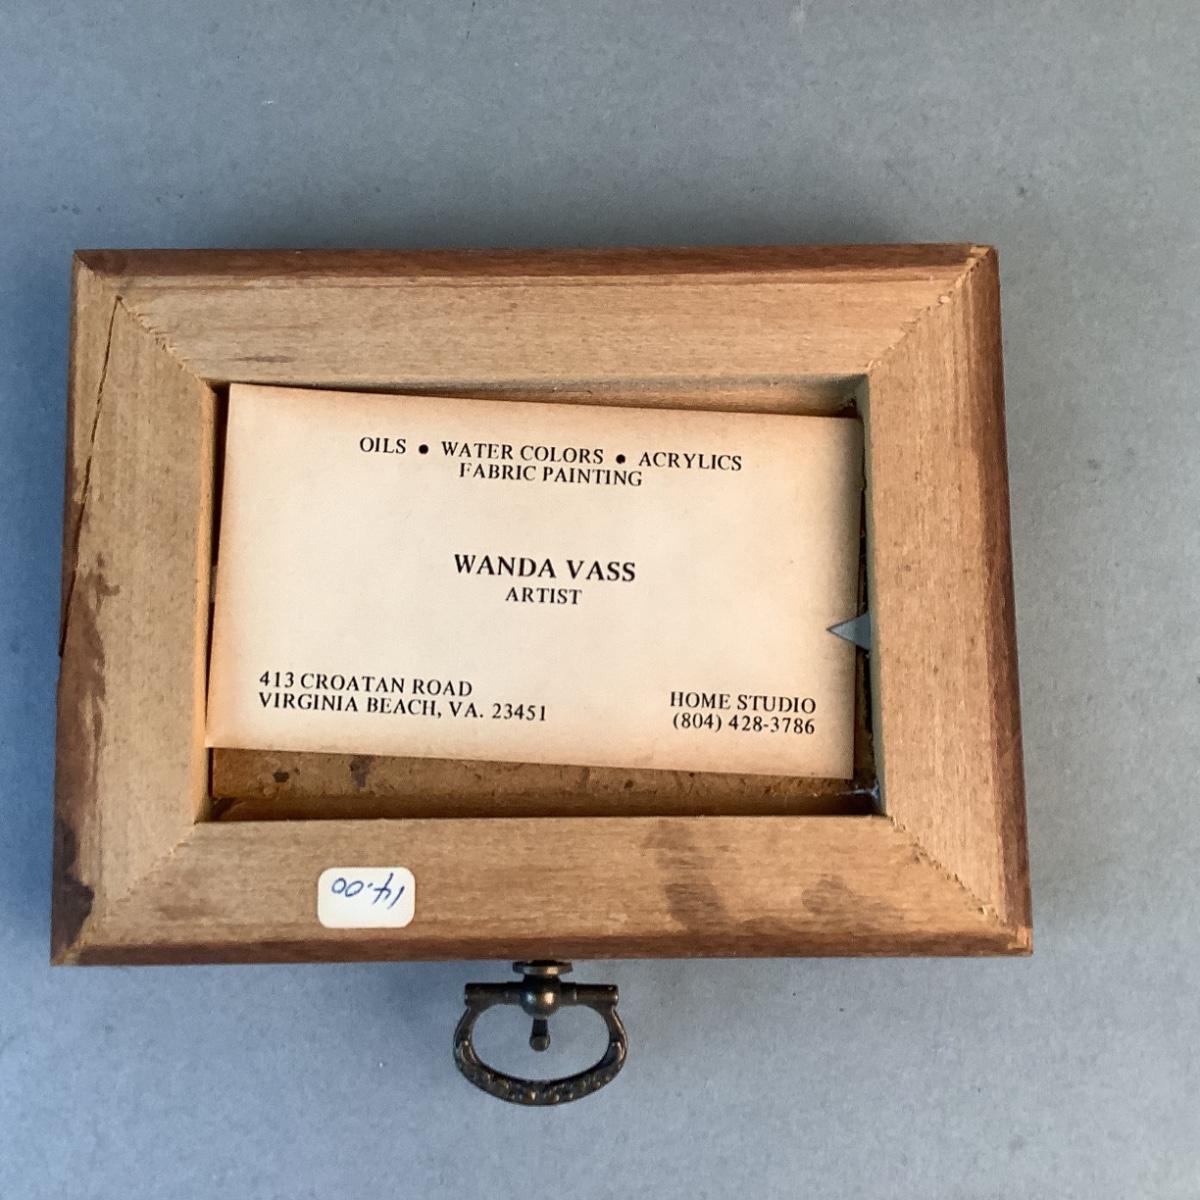 OILS • WATER COLORS • ACRYLICS
FABRIC PAINTING
WANDA VASS
ARTIST
413 CROATAN ROAD
VIRGINIA BEACH, VA. 23451
HOME STUDIO
(804) 428-3786
14.00